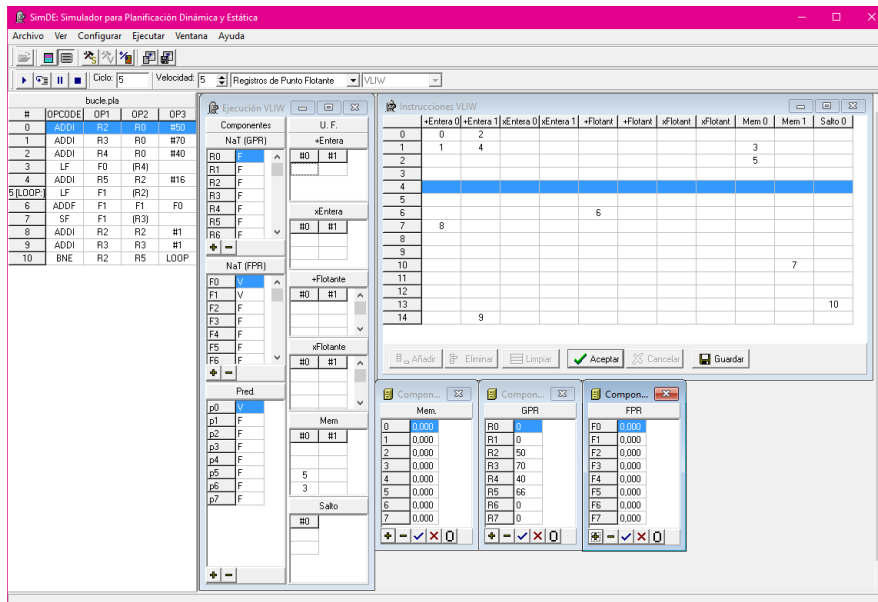 SimDE: Simulador para Planificación Dinámica y Estática
Archivo Ver Configurar Ejecutar Ventana Ayuda
Ciclo: 5 Velocidad: 5 Registros de Punto Flotante VLIW
bucle.pla
# OPCODE OP1 OP2 OP3
0 ADDI R2 R0 #50
1 ADDI R3 R0 #70
2 ADDI R4 R0 #40
3 LF F0 (R4)
4 ADDI R5 R2 #16
5 [LOOP:] LF F1 (R2)
6 ADDF F1 F1 F0
7 SF F1 (R3)
8 ADDI R2 R2 #1
9 ADDI R3 R3 #1
10 BNE R2 R5 LOOP
Ejecución VLIW
Componentes
NaT (GPR)
R0 F
R1 F
R2 F
R3 F
R4 F
R5 F
R6 F
NaT (FPR)
F0 V
F1 V
F2 F
F3 F
F4 F
F5 F
F6 F
Pred.
p0 V
p1 F
p2 F
p3 F
p4 F
p5 F
p6 F
p7 F
U. F.
+Entera
#0 #1
xEntera
#0 #1
+Flotante
#0 #1
xFlotante
#0 #1
Mem
#0 #1
5
3
Salto
#0
Instrucciones VLIW
+Entera 0 +Entera 1 xEntera 0 xEntera 1 +Flotant +Flotant xFlotant xFlotant Mem 0 Mem 1 Salto 0
0 0 2
1 1 4 3
2 5
3
4
5
6 6
7 8
8
9
10 7
11
12
13 10
14 9
Añadir Eliminar Limpiar Aceptar Cancelar Guardar
Compon...
Mem.
0 0,000
1 0,000
2 0,000
3 0,000
4 0,000
5 0,000
6 0,000
7 0,000
Compon...
GPR
R0 0
R1 0
R2 50
R3 70
R4 40
R5 66
R6 0
R7 0
Compon...
FPR
F0 0,000
F1 0,000
F2 0,000
F3 0,000
F4 0,000
F5 0,000
F6 0,000
F7 0,000